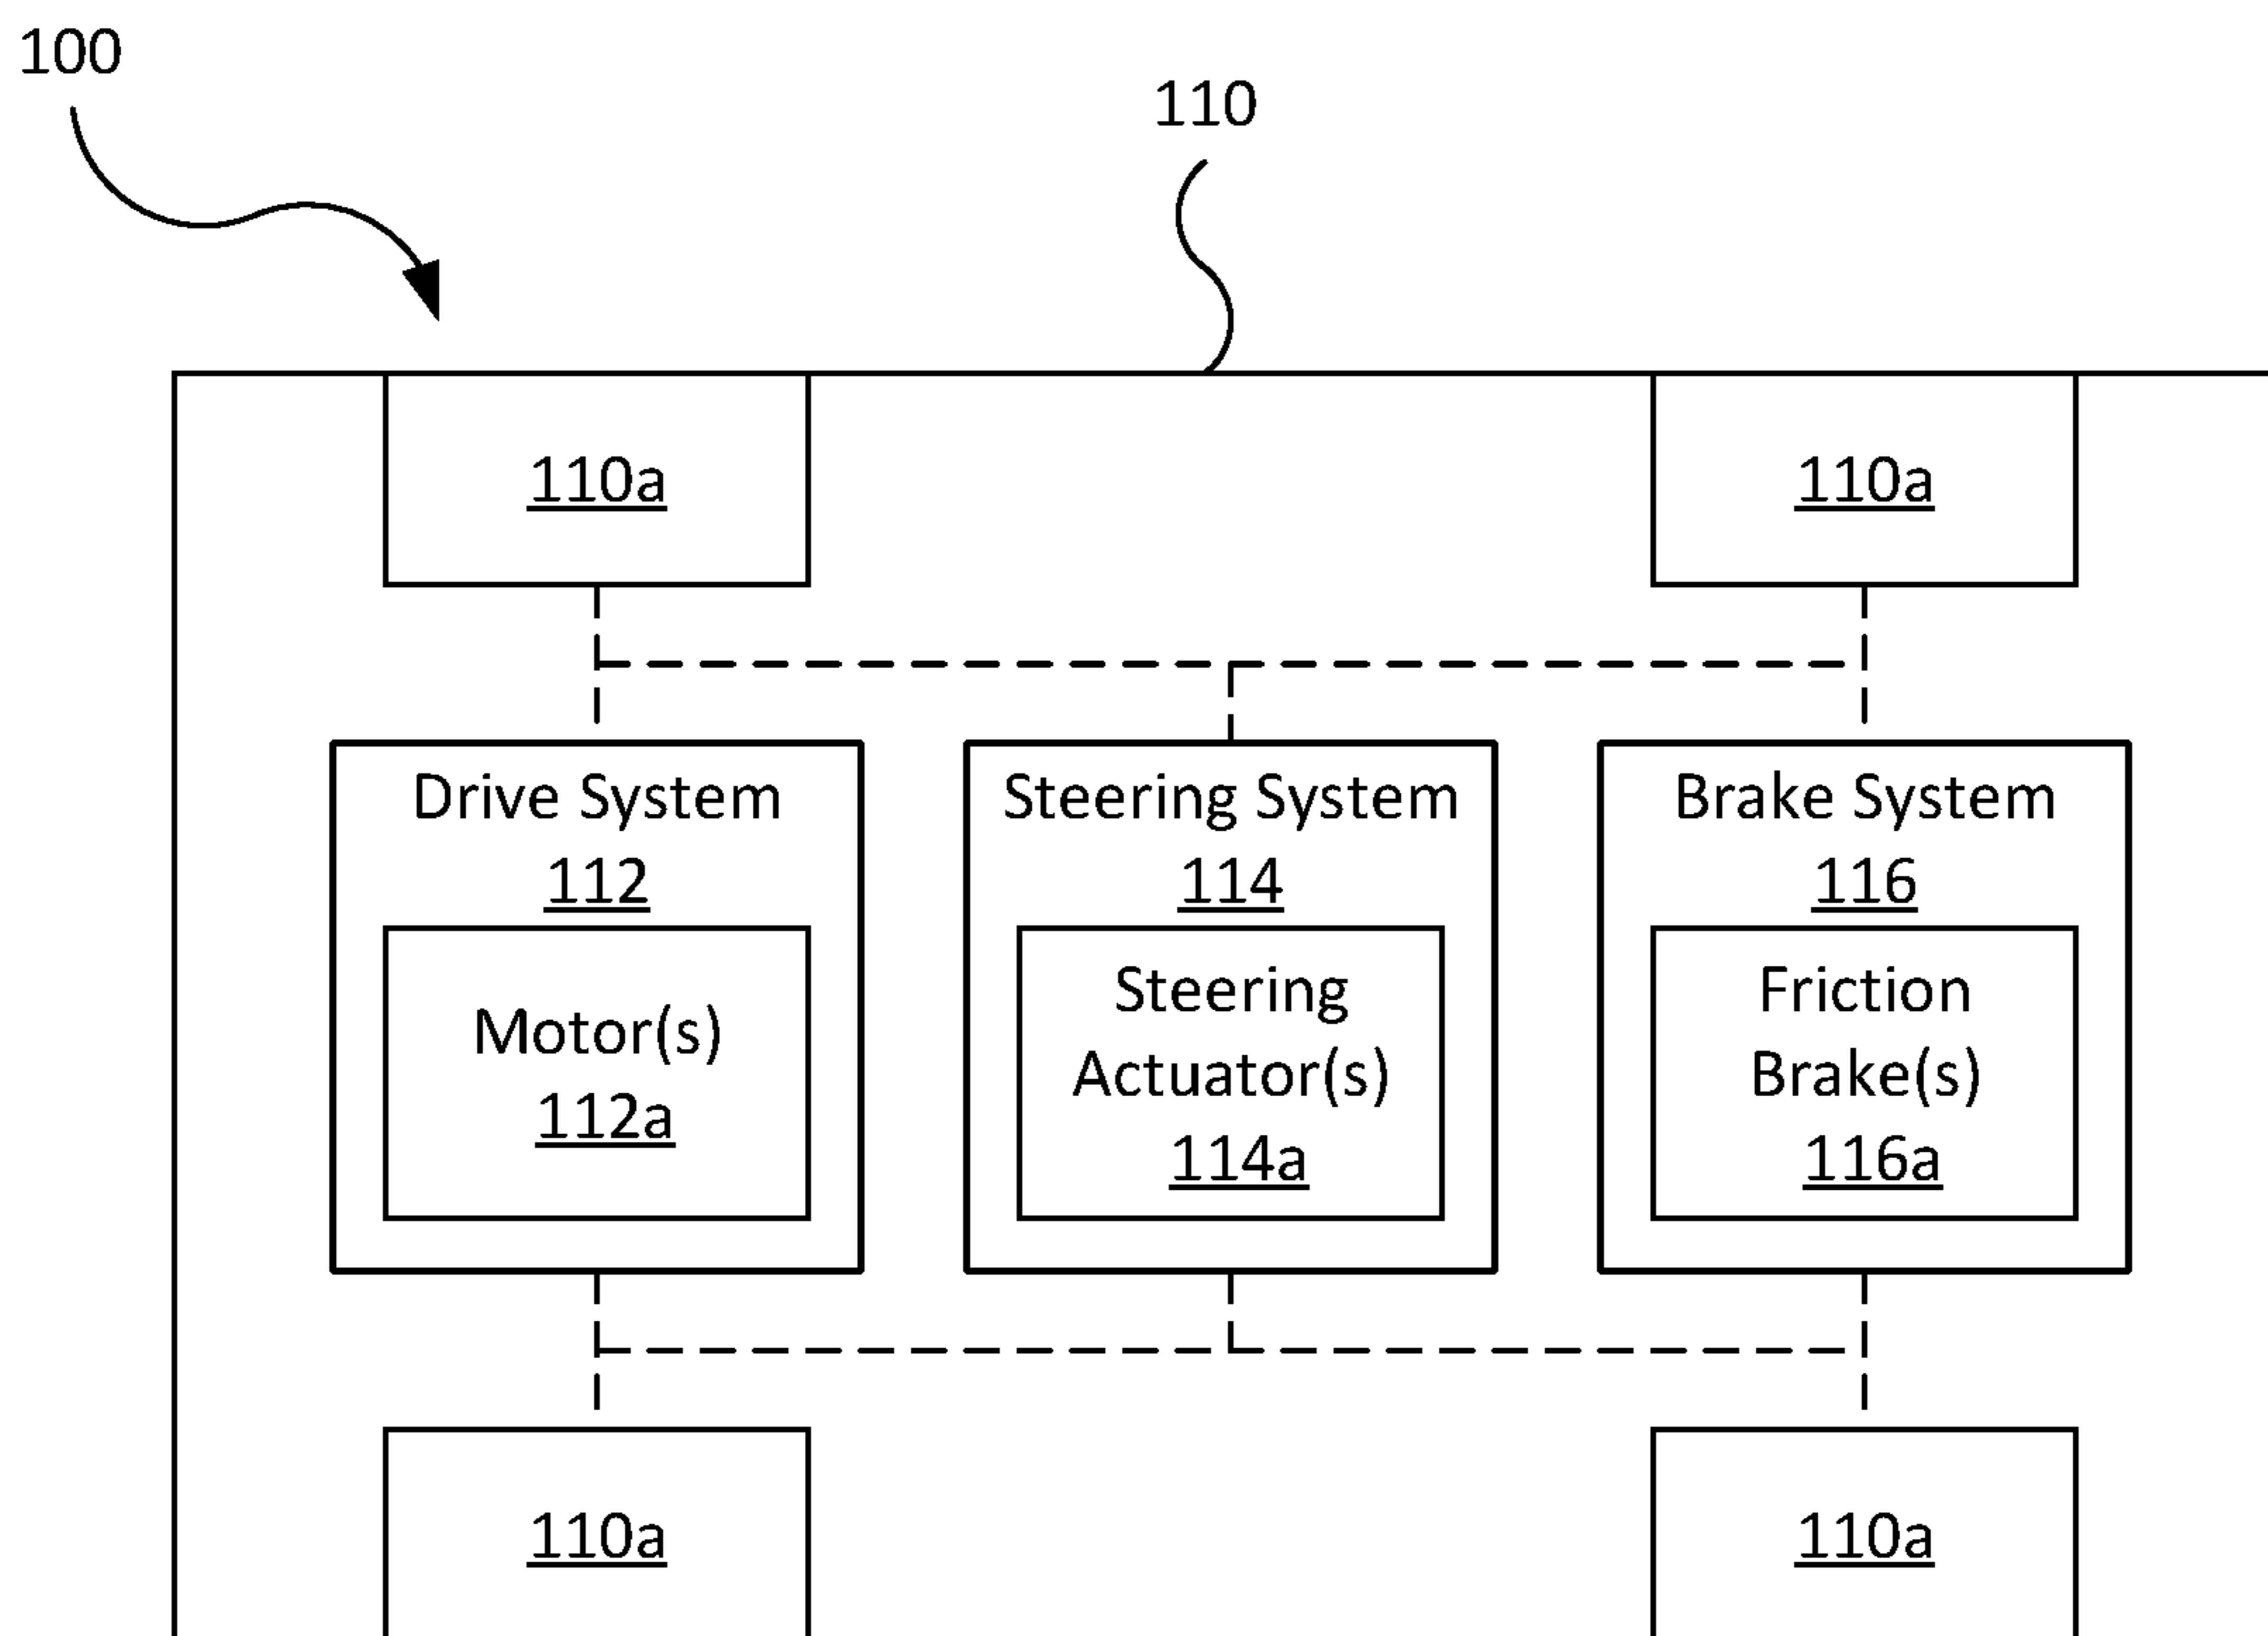 100
110
110a
110a
Drive System
112
Motor(s)
112a
Steering System
114
Steering
Actuator(s)
114a
Brake System
116
Friction
Brake(s)
116a
110a
110a